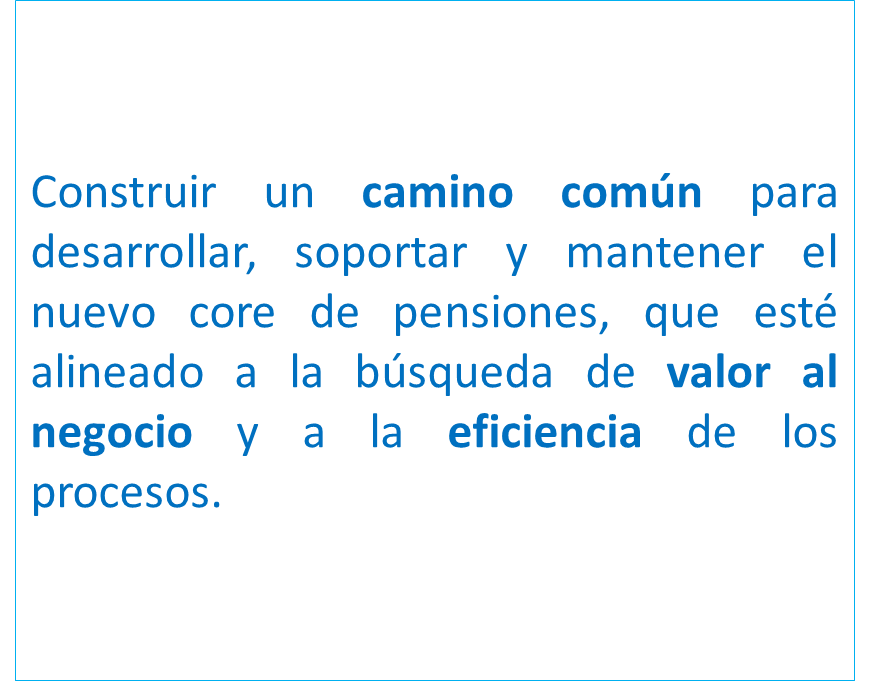 Construir un camino común para
desarrollar, soportar y mantener el
nuevo core de pensiones, que esté
alineado a la búsqueda de valor al
negocio y a la eficiencia de los
procesos.